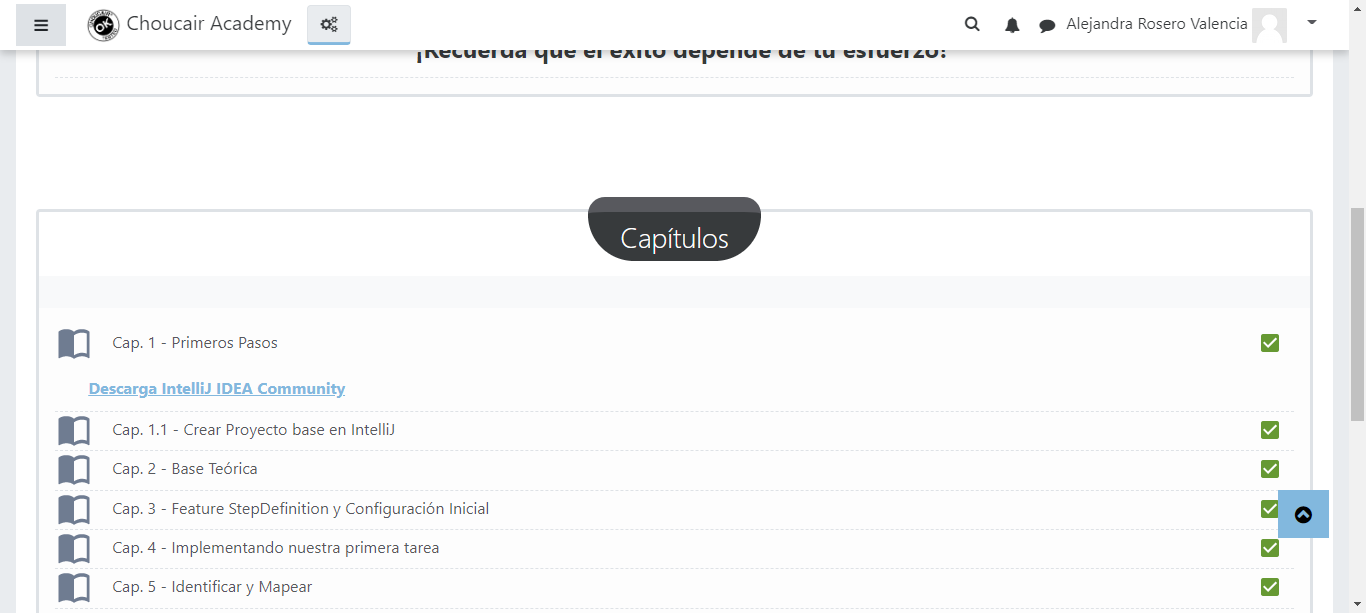 Choucair Academy
Alejandra Rosero Valencia
¡Recuerda que el éxito depende de tu esfuerzo!
Capítulos
Cap. 1 - Primeros Pasos
Descarga IntelliJ IDEA Community
Cap. 1.1 - Crear Proyecto base en IntelliJ
Cap. 2 - Base Teórica
Cap. 3 - Feature StepDefinition y Configuración Inicial
Cap. 4 - Implementando nuestra primera tarea
Cap. 5 - Identificar y Mapear